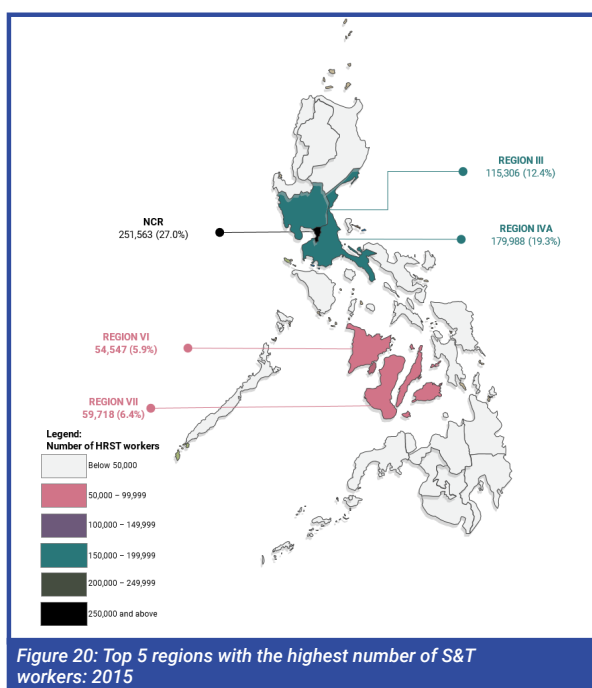 REGION III
115,306 (12.4%)
NCR
251,563 (27.0%)
REGION IVA
179,988 (19.3%)
REGION VI
54,547 (5.9%)
REGION VII
59,718 (6.4%)
Legend:
Number of HRST workers
Below 50,000
50,000 – 99,999
100,000 – 149,999
150,000 – 199,999
200,000 – 249,999
250,000 and above
Figure 20: Top 5 regions with the highest number of S&T
workers: 2015